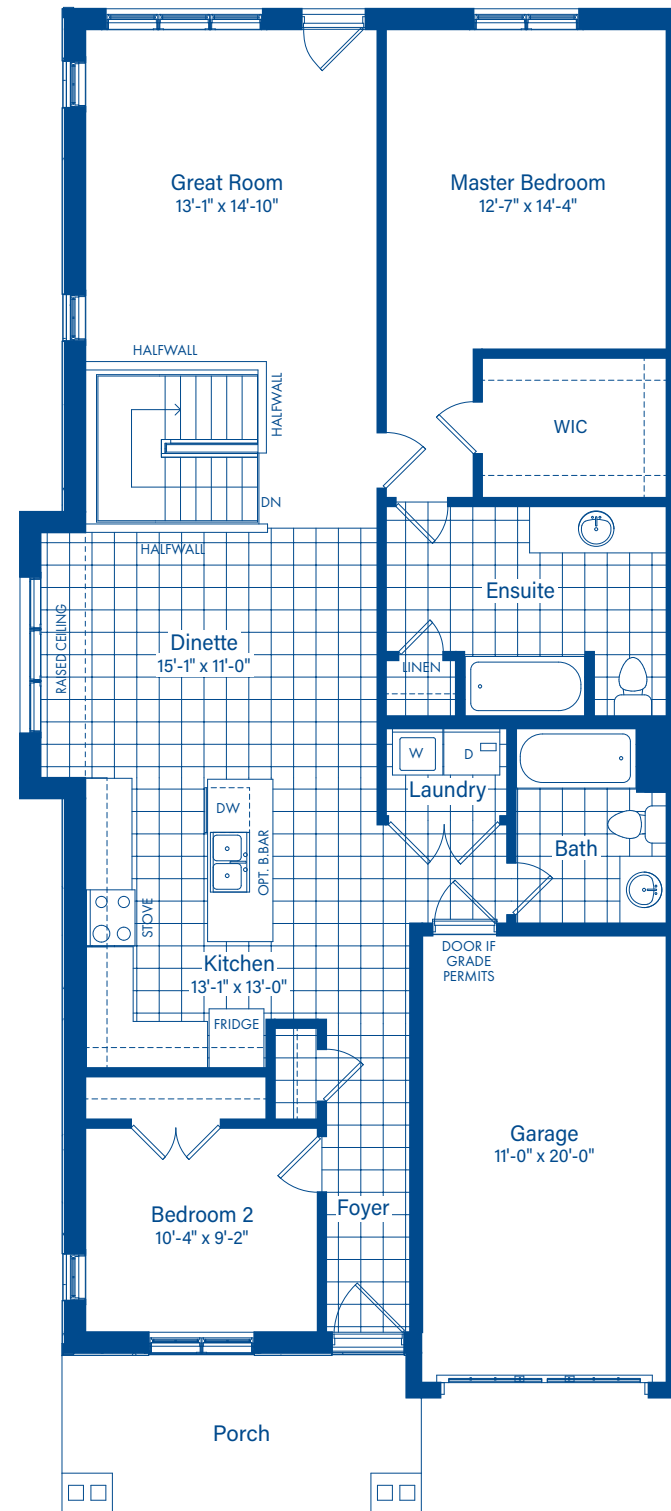 Great Room
13'-1" x 14'-10"
Master Bedroom
12'-7" x 14'-4"
HALFWALL
HALFWALL
WIC
DN
HALFWALL
Ensuite
RAISED CEILING
Dinette
15'-1" x 11'-0"
LINEN
W
D
Laundry
DW
OPT. B.BAR
Bath
STOVE
Kitchen
13'-1" x 13'-0"
DOOR IF
GRADE
PERMITS
FRIDGE
Garage
11'-0" x 20'-0"
Bedroom 2
10'-4" x 9'-2"
Foyer
Porch